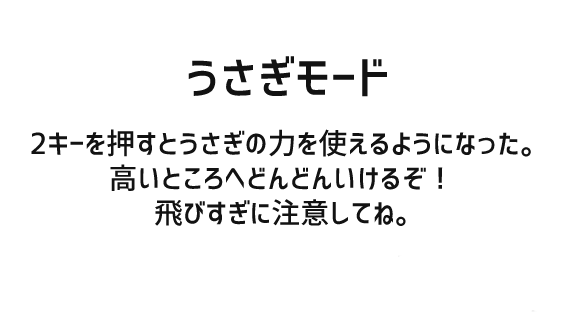 うさぎモード
2キーを押すとうさぎの力を使えるようになった。
高いところへどんどんいけるぞ！
飛びすぎに注意してね。